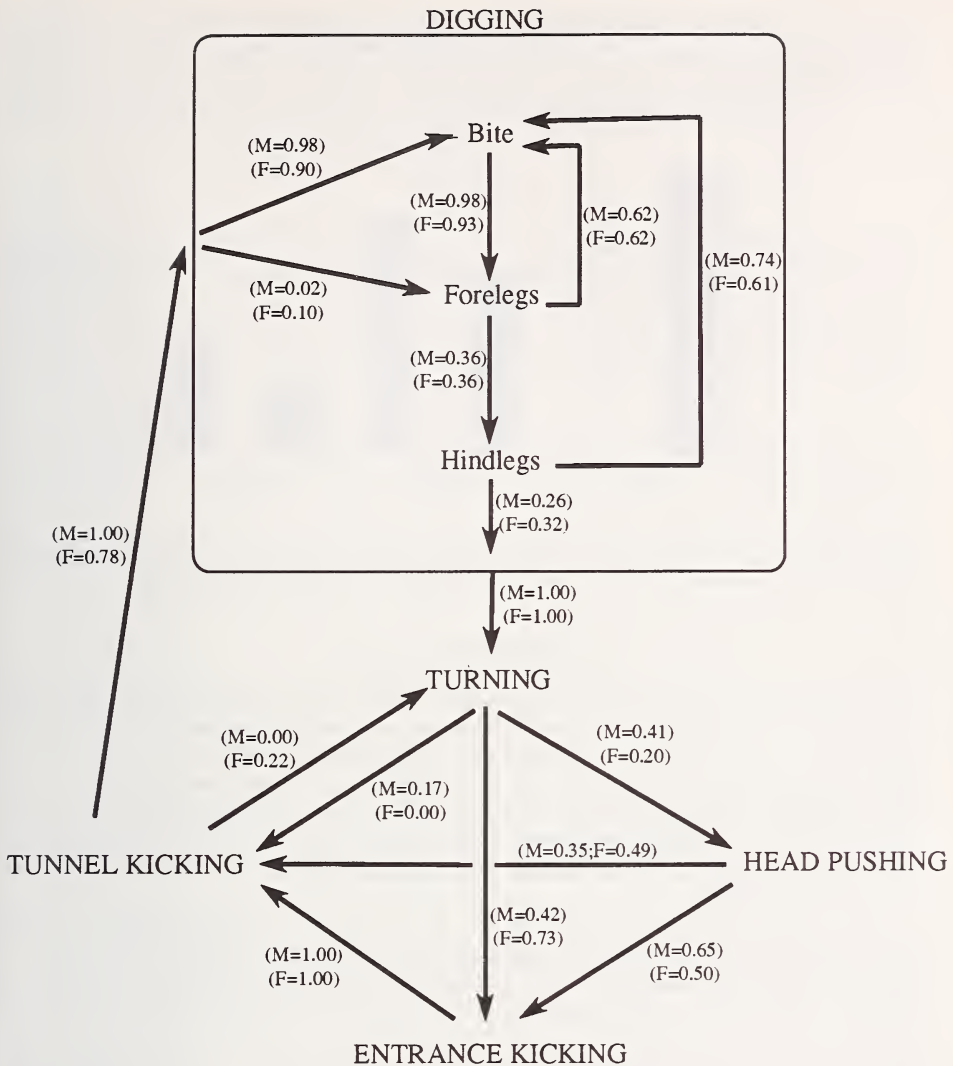 DIGGING
Bite
(M=0.98)
(F=0.90)
(M=0.98)
(F=0.93)
(M=0.62)
(F=0.62)
(M=0.74)
(F=0.61)
(M=0.02)
(F=0.10)
Forelegs
(M=0.36)
(F=0.36)
Hindlegs
(M=0.26)
(F=0.32)
(M=1.00)
(F=0.78)
(M=1.00)
(F=1.00)
TURNING
(M=0.00)
(F=0.22)
(M=0.41)
(F=0.20)
(M=0.17)
(F=0.00)
TUNNEL KICKING
(M=0.35;F=0.49)
HEAD PUSHING
(M=0.42)
(F=0.73)
(M=1.00)
(F=1.00)
(M=0.65)
(F=0.50)
ENTRANCE KICKING